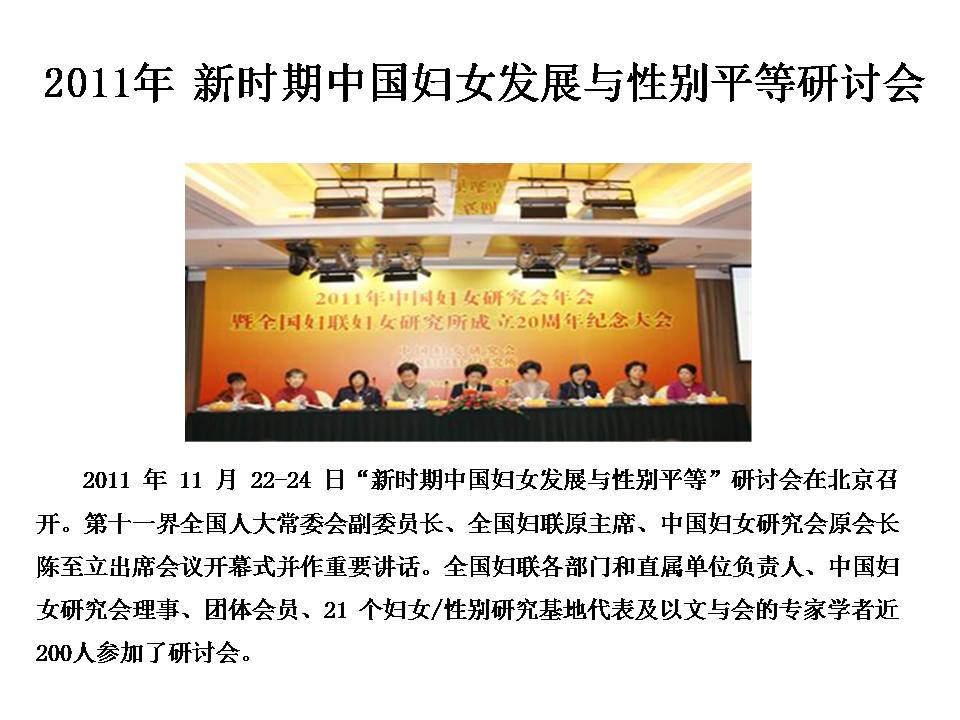 2011年 新时期中国妇女发展与性别平等研讨会
2011年中国妇女研究会年会
暨全国妇联妇女研究所成立20周年纪念大会
中国妇女研究会
2011 年 11 月 22-24 日“新时期中国妇女发展与性别平等”研讨会在北京召
开。第十一界全国人大常委会副委员长、全国妇联原主席、中国妇女研究会原会长
陈至立出席会议开幕式并作重要讲话。全国妇联各部门和直属单位负责人、中国妇
女研究会理事、团体会员、21 个妇女/性别研究基地代表及以文与会的专家学者近
200人参加了研讨会。